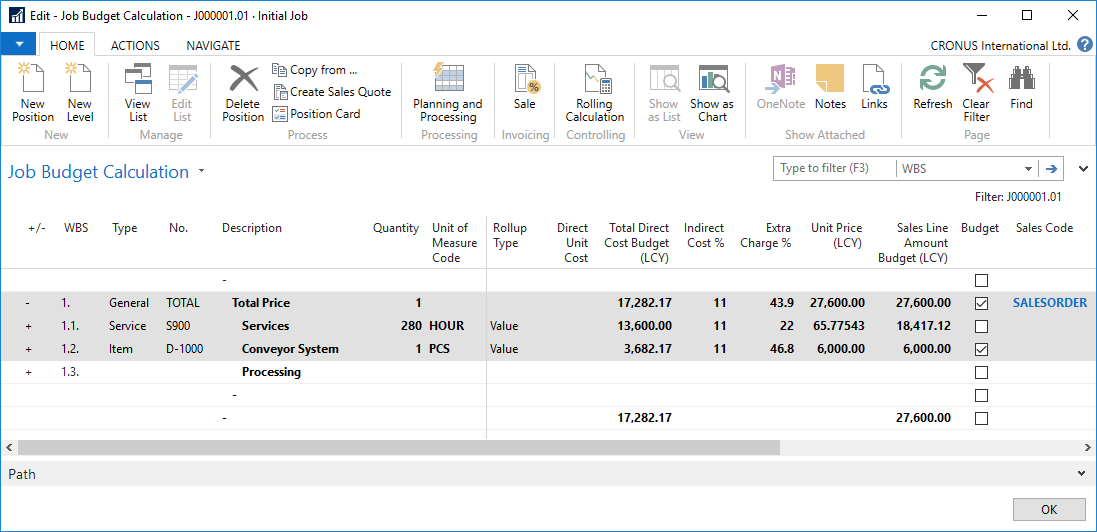 Edit - Job Budget Calculation - J000001.01 · Initial Job
HOME ACTIONS NAVIGATE CRONUS International Ltd. ?
New Position
New Level
New
View List
Edit List
Manage
Delete Position
Copy from ...
Create Sales Quote
Position Card
Process
Planning and Processing
Processing
Sale
Invoicing
Rolling Calculation
Controlling
Show as List
Show as Chart
View
OneNote
Notes
Links
Show Attached
Refresh
Clear Filter
Find
Page
Job Budget Calculation
Type to filter (F3) WBS
Filter: J000001.01
+/- WBS Type No. Description Quantity Unit of Measure Code Rollup Type Direct Unit Cost Total Direct Cost Budget (LCY) Indirect Cost % Extra Charge % Unit Price (LCY) Sales Line Amount Budget (LCY) Budget Sales Code
-
- 1. General TOTAL Total Price 1 17,282.17 11 43.9 27,600.00 27,600.00 SALESORDER
+ 1.1. Service S900 Services 280 HOUR Value 13,600.00 11 22 65.77543 18,417.12
+ 1.2. Item D-1000 Conveyor System 1 PCS Value 3,682.17 11 46.8 6,000.00 6,000.00
+ 1.3. Processing
-
- 17,282.17 27,600.00
Path
OK